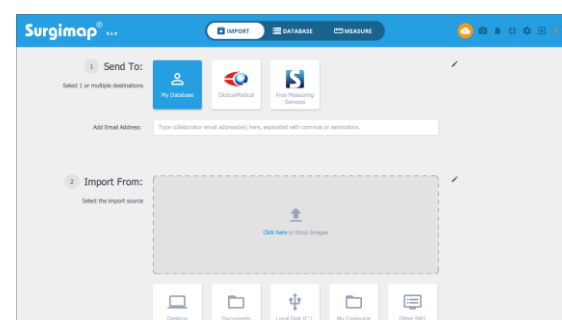 Surgimap®
IMPORT
DATABASE
MEASURE
1 Send To:
Select 1 or multiple destinations
My Database
GlobusMedical
Free Measuring
Services
Add Email Address:
Type collaborator email address(es) here, separated with commas or semicolons.
2 Import From:
Select the import source
Click here or Drop Images
Desktop
Documents
Local Disk (C:)
My Computer
Other SMI